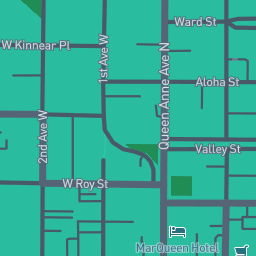 Ward St
W Kinnear Pl
1st Ave W
Queen Anne Ave N
Aloha St
2nd Ave W
Valley St
W Roy St
MarQueen Hotel